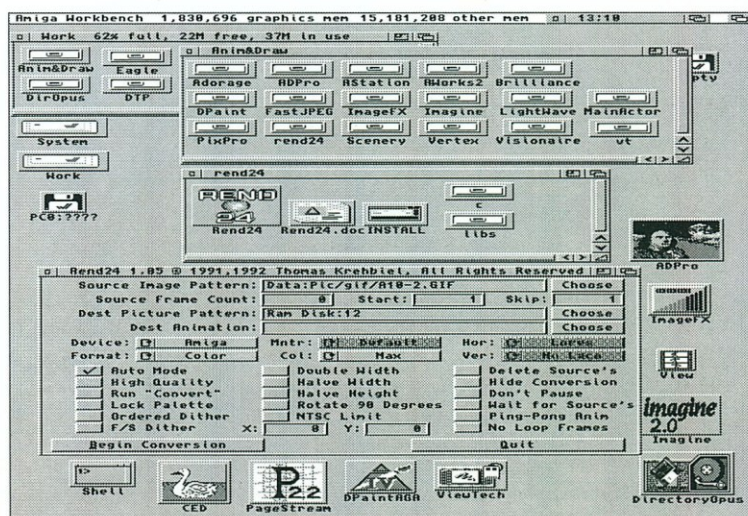 Amiga Workbench 1,830,696 graphics mem 15,181,208 other mem 13:10
Work 62% full, 22M free, 37M in use
Anim&Draw Eagle
DirOpus DTP
Anim&Draw
Adorage ADPro AStation AWorks2 Brilliance
DPaint FastJPEG ImageFX Imagine LightWave MainActor
PixPro rend24 Scenery Vertex Visionaire vt
pty
System
Work
PC0:????
rend24
REND 24
Rend24 Rend24.doc INSTALL
c
libs
ADPro
ImageFX
View
imagine 2.0
Imagine
DirectoryOpus
Rend24 1.05 © 1991,1992 Thomas Krehbiel, All Rights Reserved
Source Image Pattern: Data:Pic/gif/A10-2.GIF Choose
Source Frame Count: 0 Start: 1 Skip: 1
Dest Picture Pattern: Ram Disk:12 Choose
Dest Animation: Choose
Device: Amiga Mntr: Default Hor: Lores
Format: Color Col: Max Ver: No Lace
Auto Mode Double Width Delete Source's
High Quality Halve Width Hide Conversion
Run "Convert" Halve Height Don't Pause
Lock Palette Rotate 90 Degrees Wait for Source's
Ordered Dither NTSC Limit Ping-Pong Anim
F/S Dither X: 0 Y: 0 No Loop Frames
Begin Conversion Quit
1>
Shell
CED
P 2.2
PageStream
DPaintAGA
ViewTech